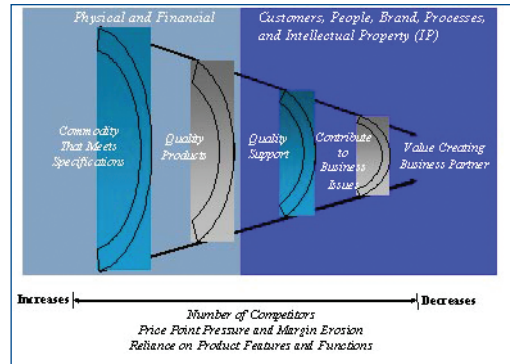 Physical and Financial
Customers, People, Brand, Processes,
and Intellectual Property (IP)
Commodity
That Meets
Specifications
Quality
Products
Quality
Support
Contribute
to
Business
Issues
Value Creating
Business Partner
Increases
Decreases
Number of Competitors
Price Point Pressure and Margin Erosion
Reliance on Product Features and Functions